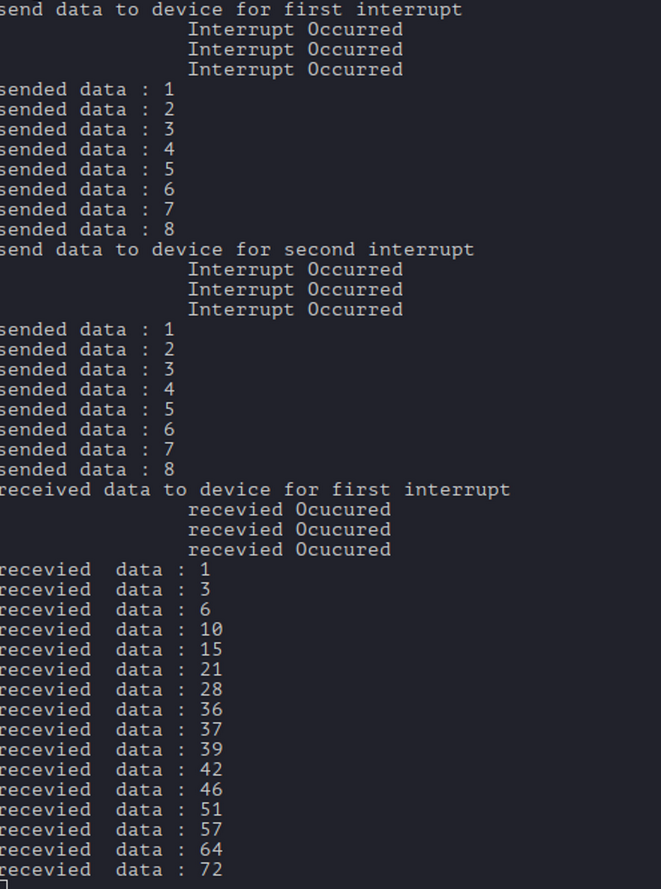 send data to device for first interrupt
Interrupt Occurred
Interrupt Occurred
Interrupt Occurred
sended data : 1
sended data : 2
sended data : 3
sended data : 4
sended data : 5
sended data : 6
sended data : 7
sended data : 8
send data to device for second interrupt
Interrupt Occurred
Interrupt Occurred
Interrupt Occurred
sended data : 1
sended data : 2
sended data : 3
sended data : 4
sended data : 5
sended data : 6
sended data : 7
sended data : 8
received data to device for first interrupt
recevied Ocucured
recevied Ocucured
recevied Ocucured
recevied  data : 1
recevied  data : 3
recevied  data : 6
recevied  data : 10
recevied  data : 15
recevied  data : 21
recevied  data : 28
recevied  data : 36
recevied  data : 37
recevied  data : 39
recevied  data : 42
recevied  data : 46
recevied  data : 51
recevied  data : 57
recevied  data : 64
recevied  data : 72